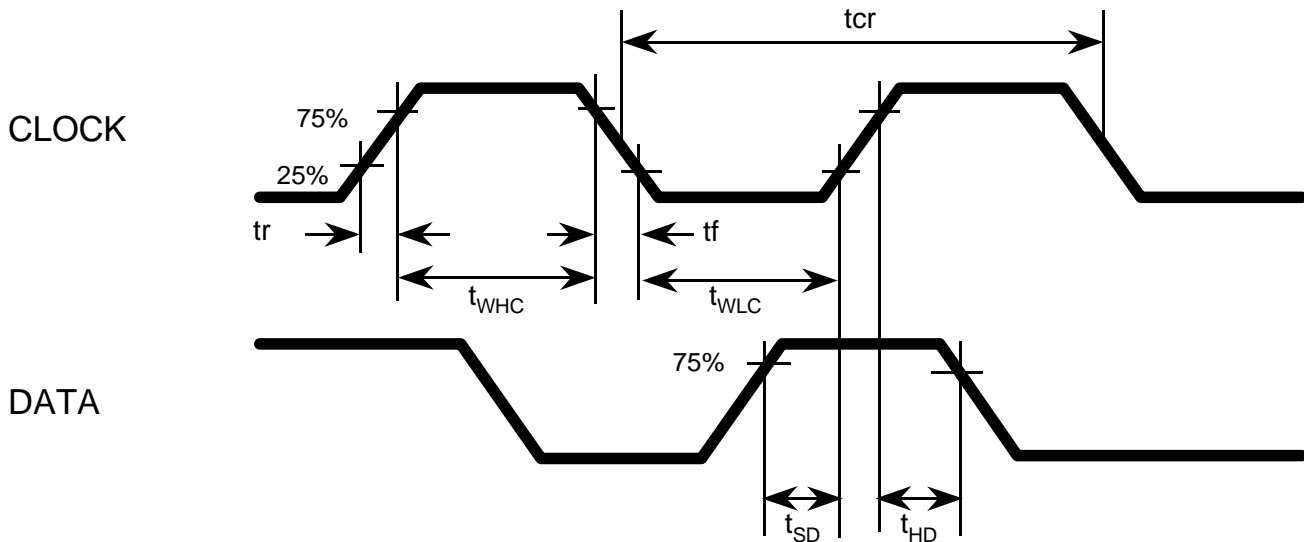 tcr
CLOCK
75%
25%
tr
tf
tWHC
tWLC
DATA
75%
tSD
tHD